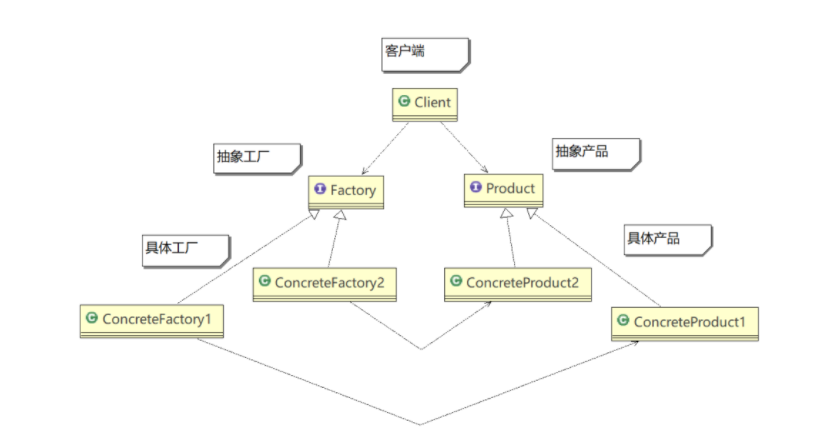 客户端
Client
抽象工厂
抽象产品
Factory
Product
具体工厂
具体产品
ConcreteFactory2
ConcreteProduct2
ConcreteFactory1
ConcreteProduct1